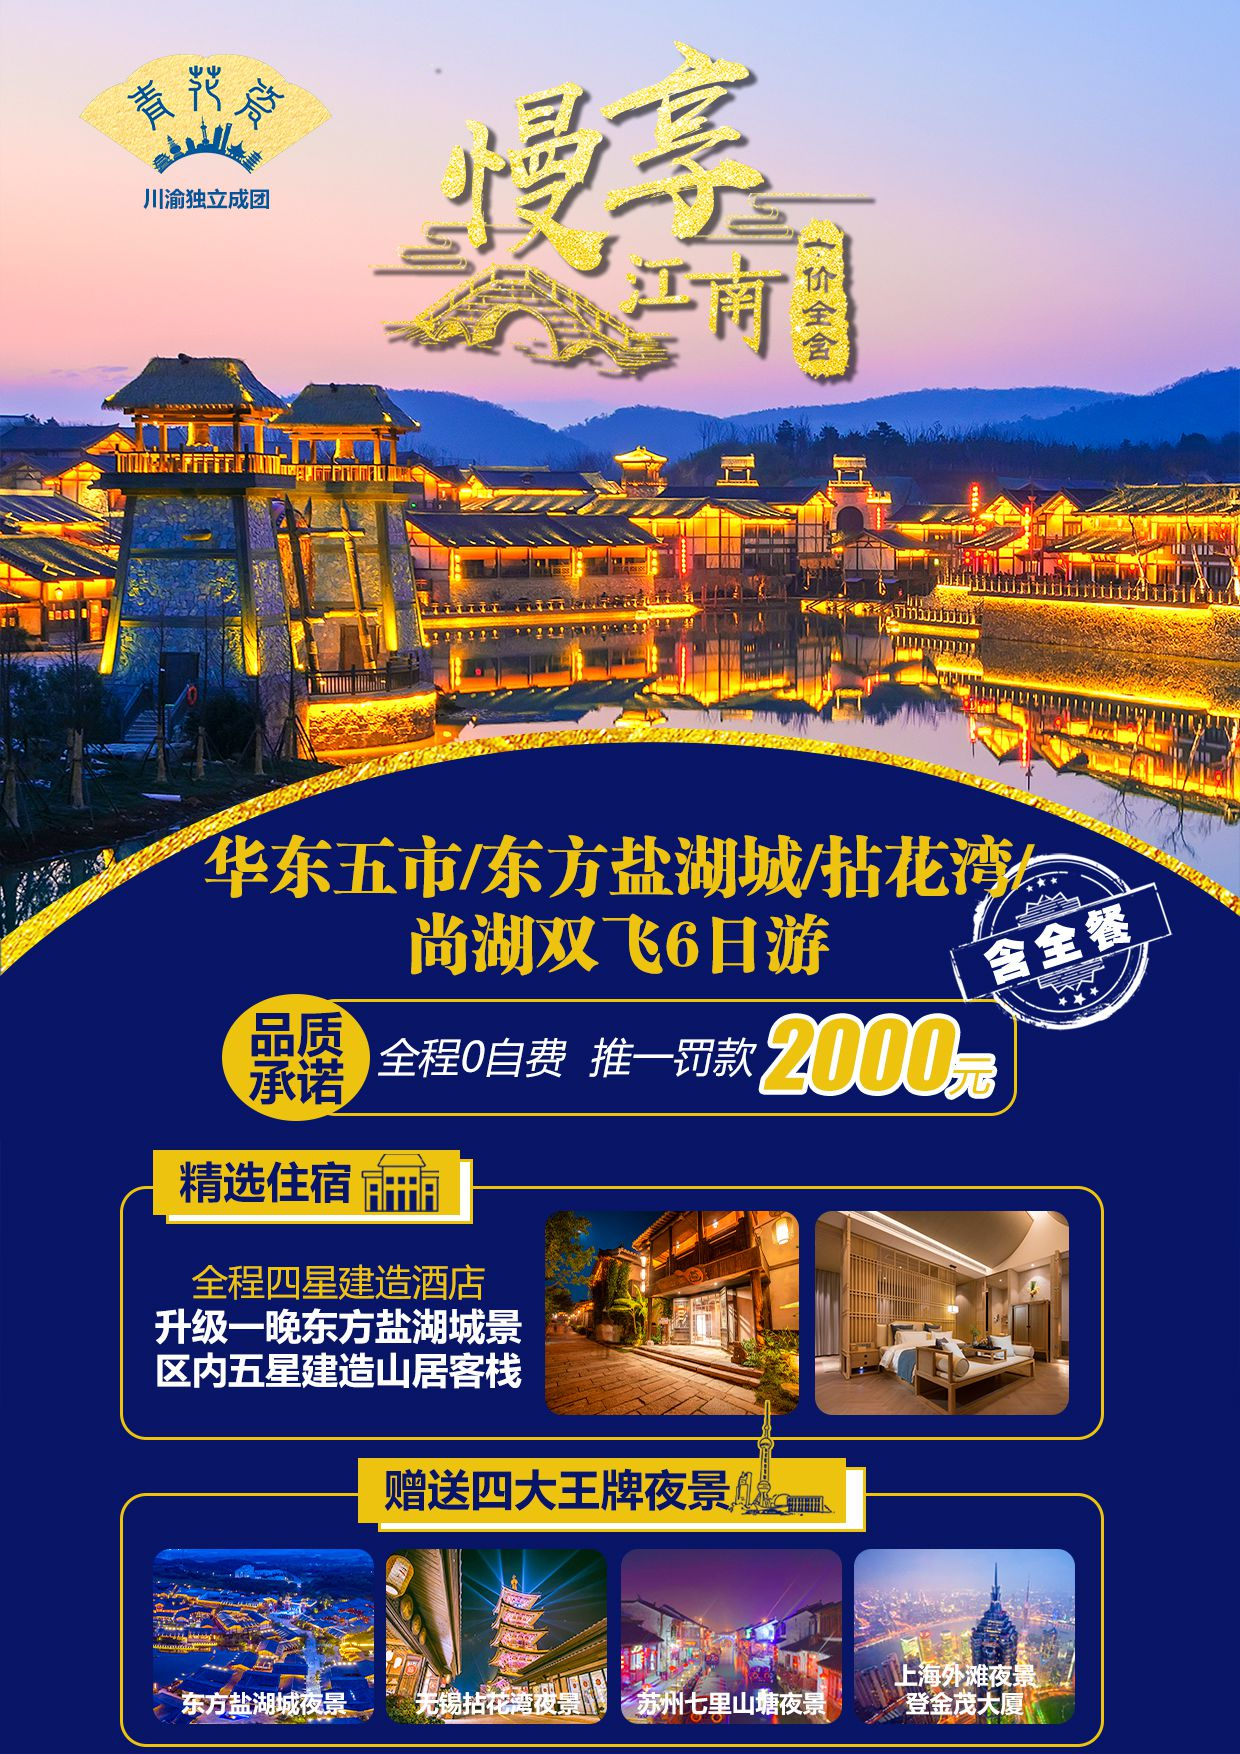 青花瓷
川渝独立成团
慢享
江南
一价全含
华东五市/东方盐湖城/拈花湾/
尚湖双飞6日游
含全餐
品质
承诺
全程0自费 推一罚款2000元
精选住宿
全程四星建造酒店
升级一晚东方盐湖城景
区内五星建造山居客栈
赠送四大王牌夜景
东方盐湖城夜景
无锡拈花湾夜景
苏州七里山塘夜景
上海外滩夜景
登金茂大厦